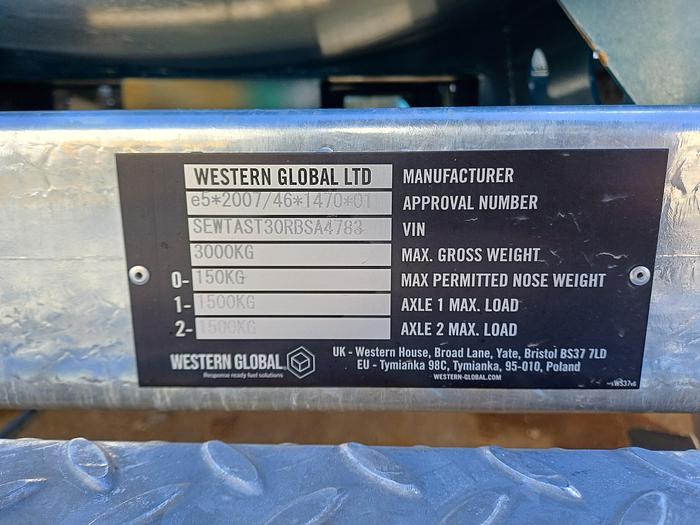 WESTERN GLOBAL LTD MANUFACTURER
e5*2007/46*1470*01 APPROVAL NUMBER
SEWTAST30RBSA4783 VIN
3000KG MAX. GROSS WEIGHT
0- 150KG MAX PERMITTED NOSE WEIGHT
1- 1500KG AXLE 1 MAX. LOAD
2- 1500KG AXLE 2 MAX. LOAD
WESTERN GLOBAL
Response ready fuel solutions
UK - Western House, Broad Lane, Yate, Bristol BS37 7LD
EU - Tymianka 98C, Tymianka, 95-010, Poland
WESTERN-GLOBAL.COM